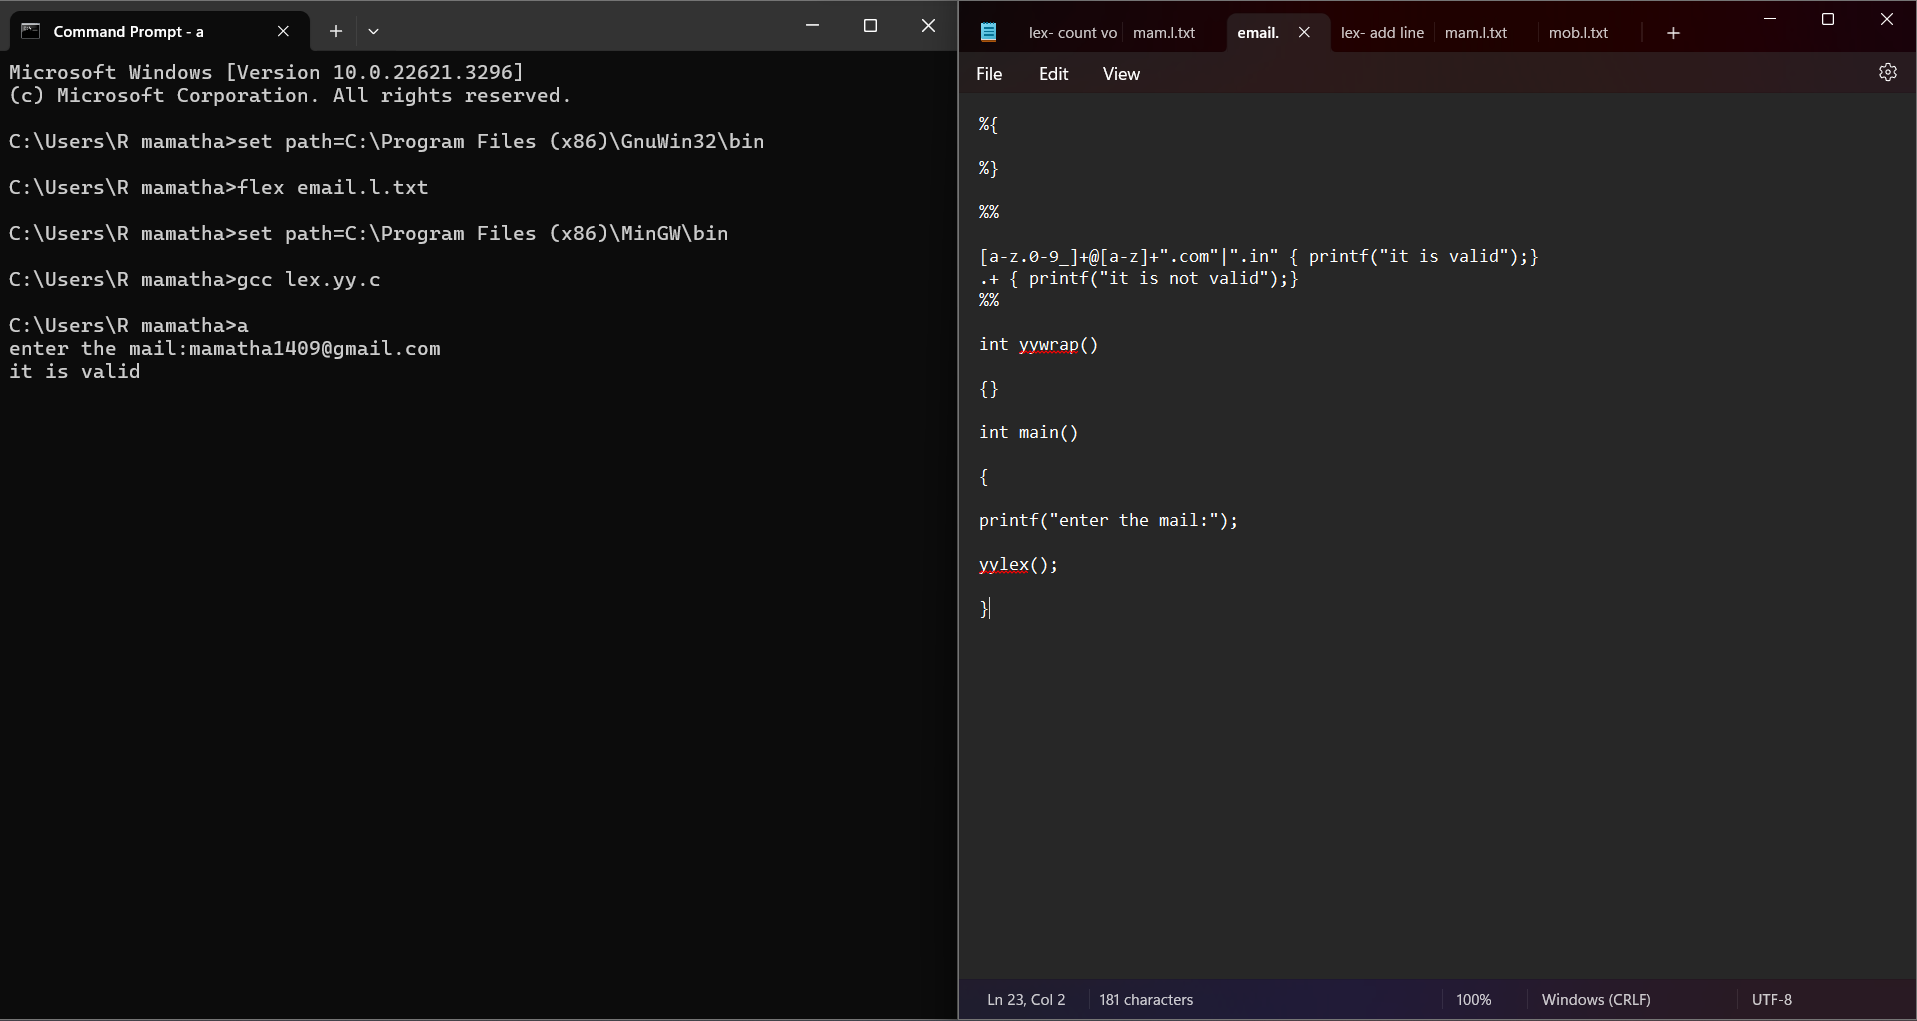 Command Prompt - a
Microsoft Windows [Version 10.0.22621.3296]
(c) Microsoft Corporation. All rights reserved.
C:\Users\R mamatha>set path=C:\Program Files (x86)\GnuWin32\bin
C:\Users\R mamatha>flex email.l.txt
C:\Users\R mamatha>set path=C:\Program Files (x86)\MinGW\bin
C:\Users\R mamatha>gcc lex.yy.c
C:\Users\R mamatha>a
enter the mail:mamatha1409@gmail.com
it is valid
lex- count vo mam.l.txt email. lex- add line mam.l.txt mob.l.txt
File Edit View
%{
%}
%%
[a-z.0-9_]+@[a-z]+".com"|".in" { printf("it is valid");}
.+ { printf("it is not valid");}
%%
int yywrap()
{}
int main()
{
printf("enter the mail:");
yylex();
}
Ln 23, Col 2 181 characters 100% Windows (CRLF) UTF-8